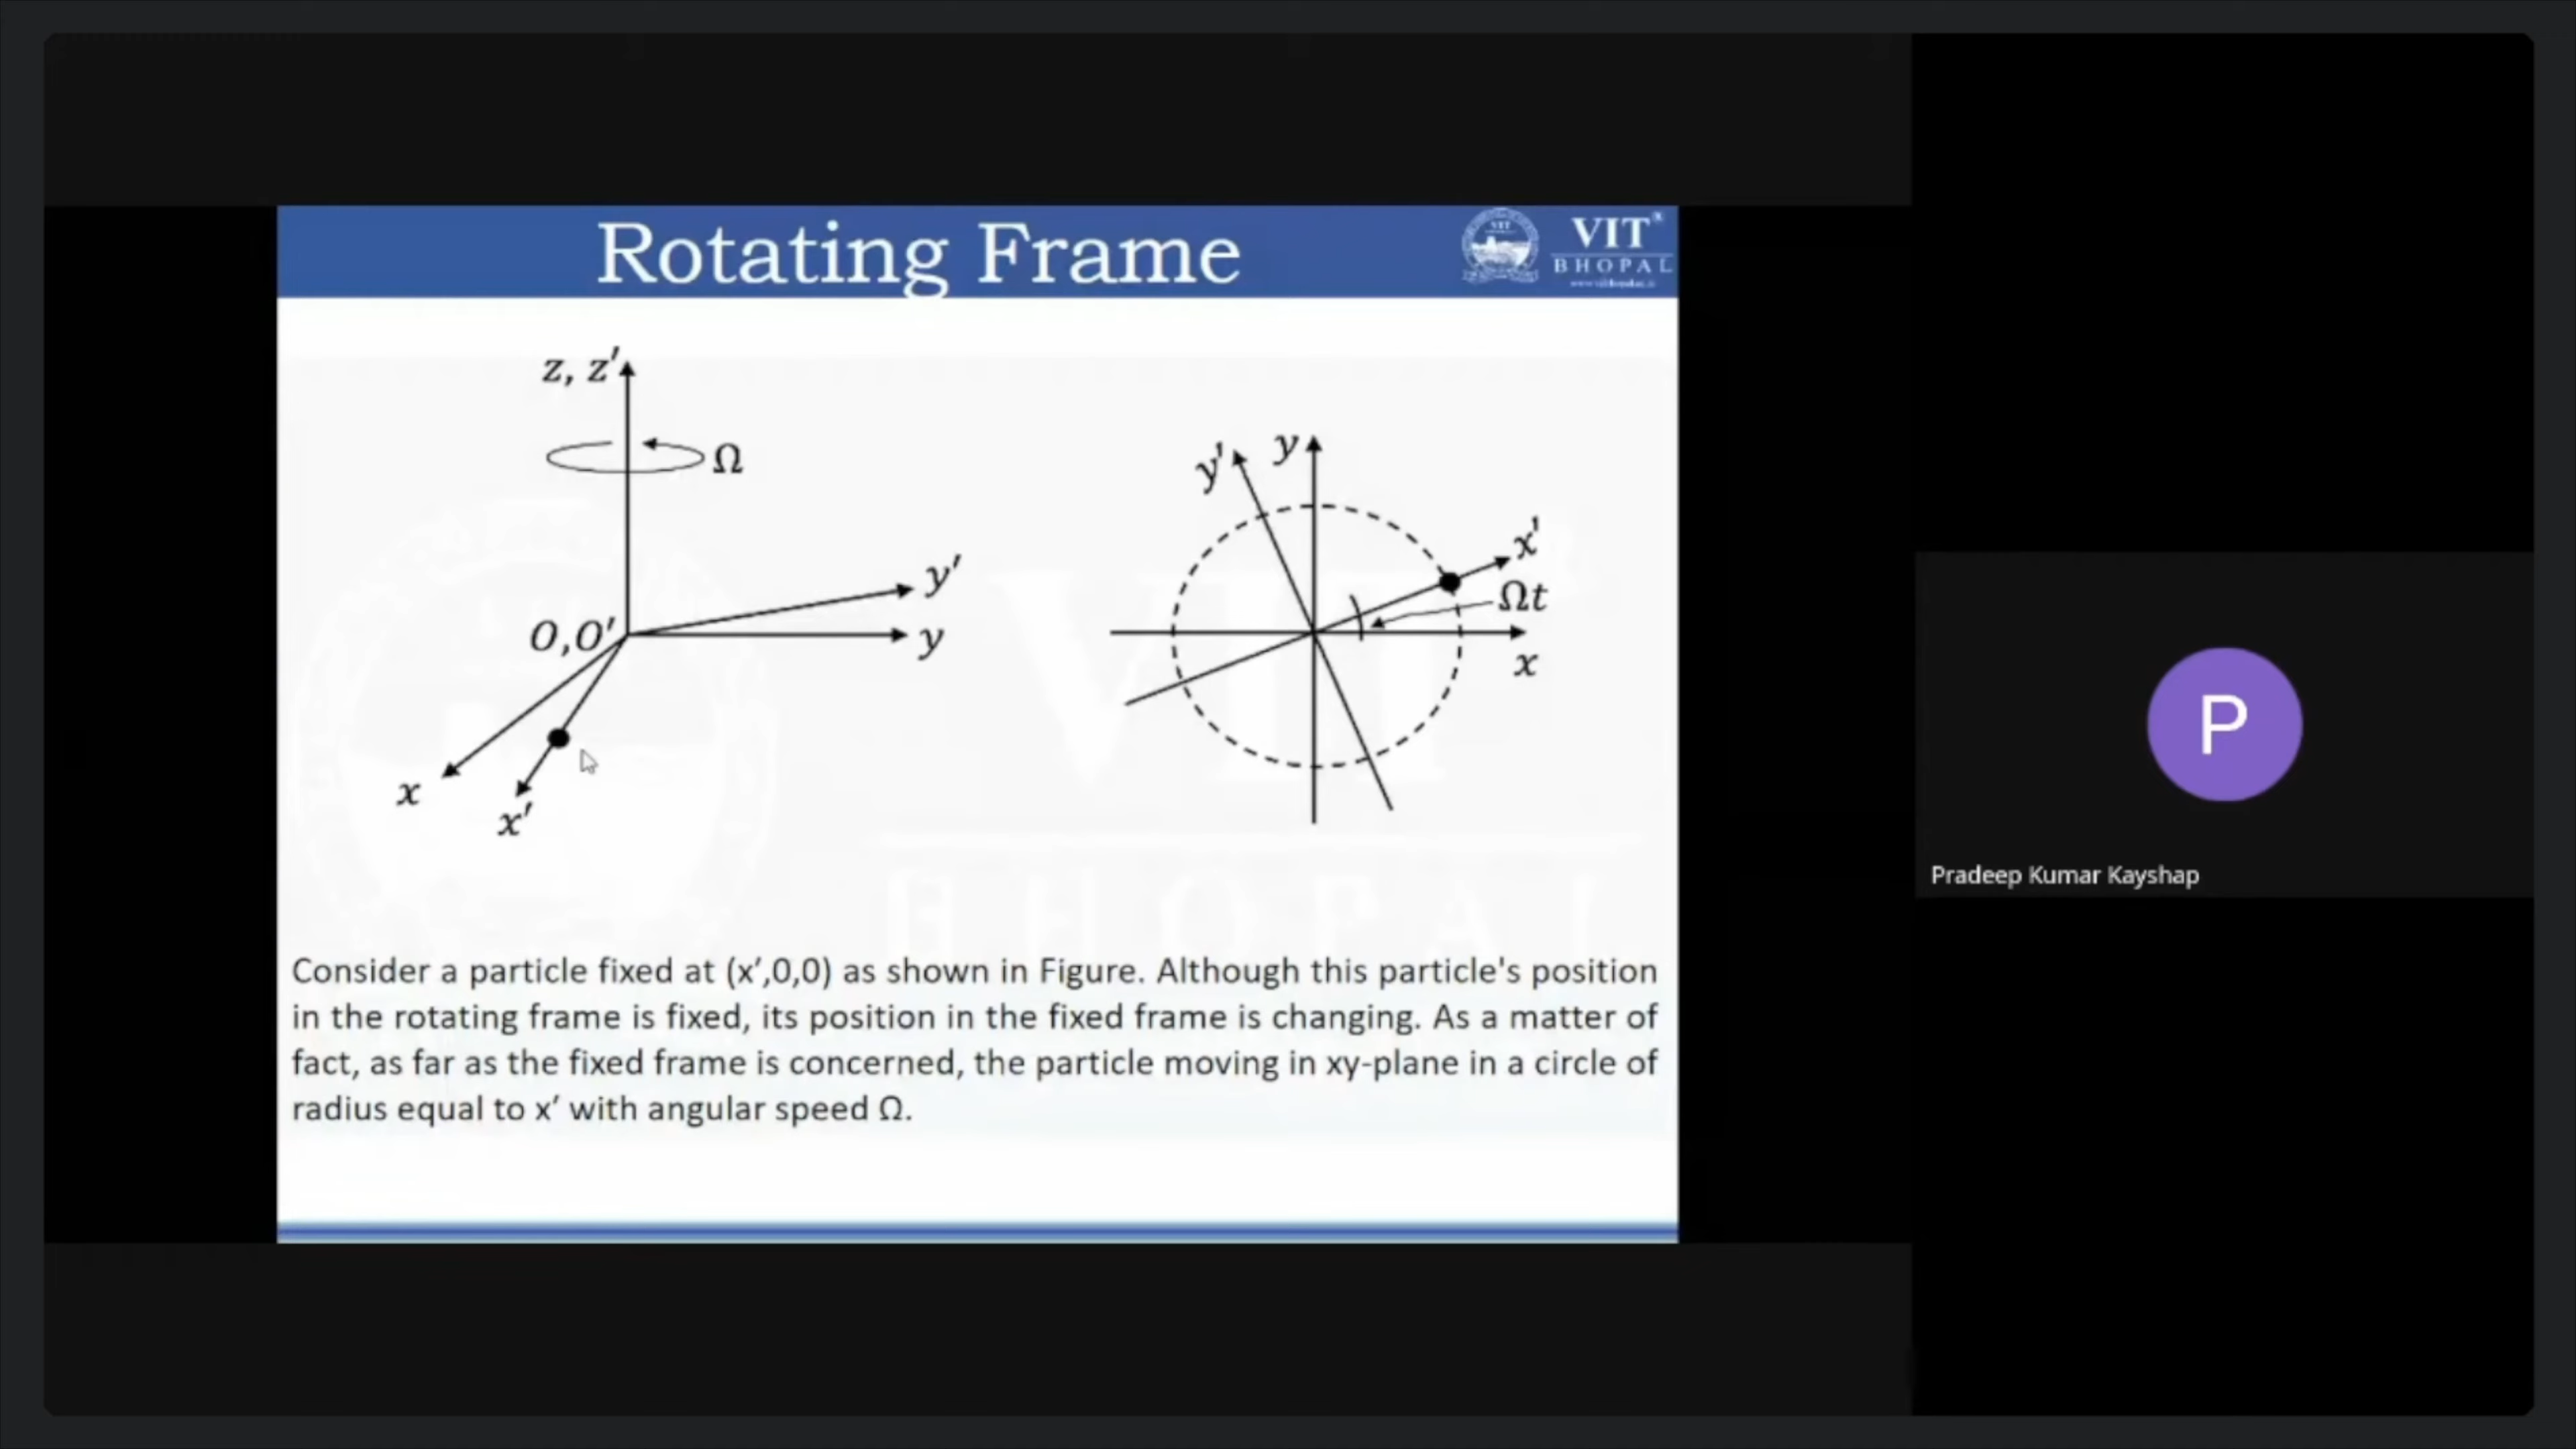 Rotating Frame
VIT
BHOPAL
z, z′
Ω
y′
O,O′
y
x
x′
y′
y
x′
Ωt
x
Consider a particle fixed at (x′,0,0) as shown in Figure. Although this particle's position
in the rotating frame is fixed, its position in the fixed frame is changing. As a matter of
fact, as far as the fixed frame is concerned, the particle moving in xy-plane in a circle of
radius equal to x′ with angular speed Ω.
P
Pradeep Kumar Kayshap